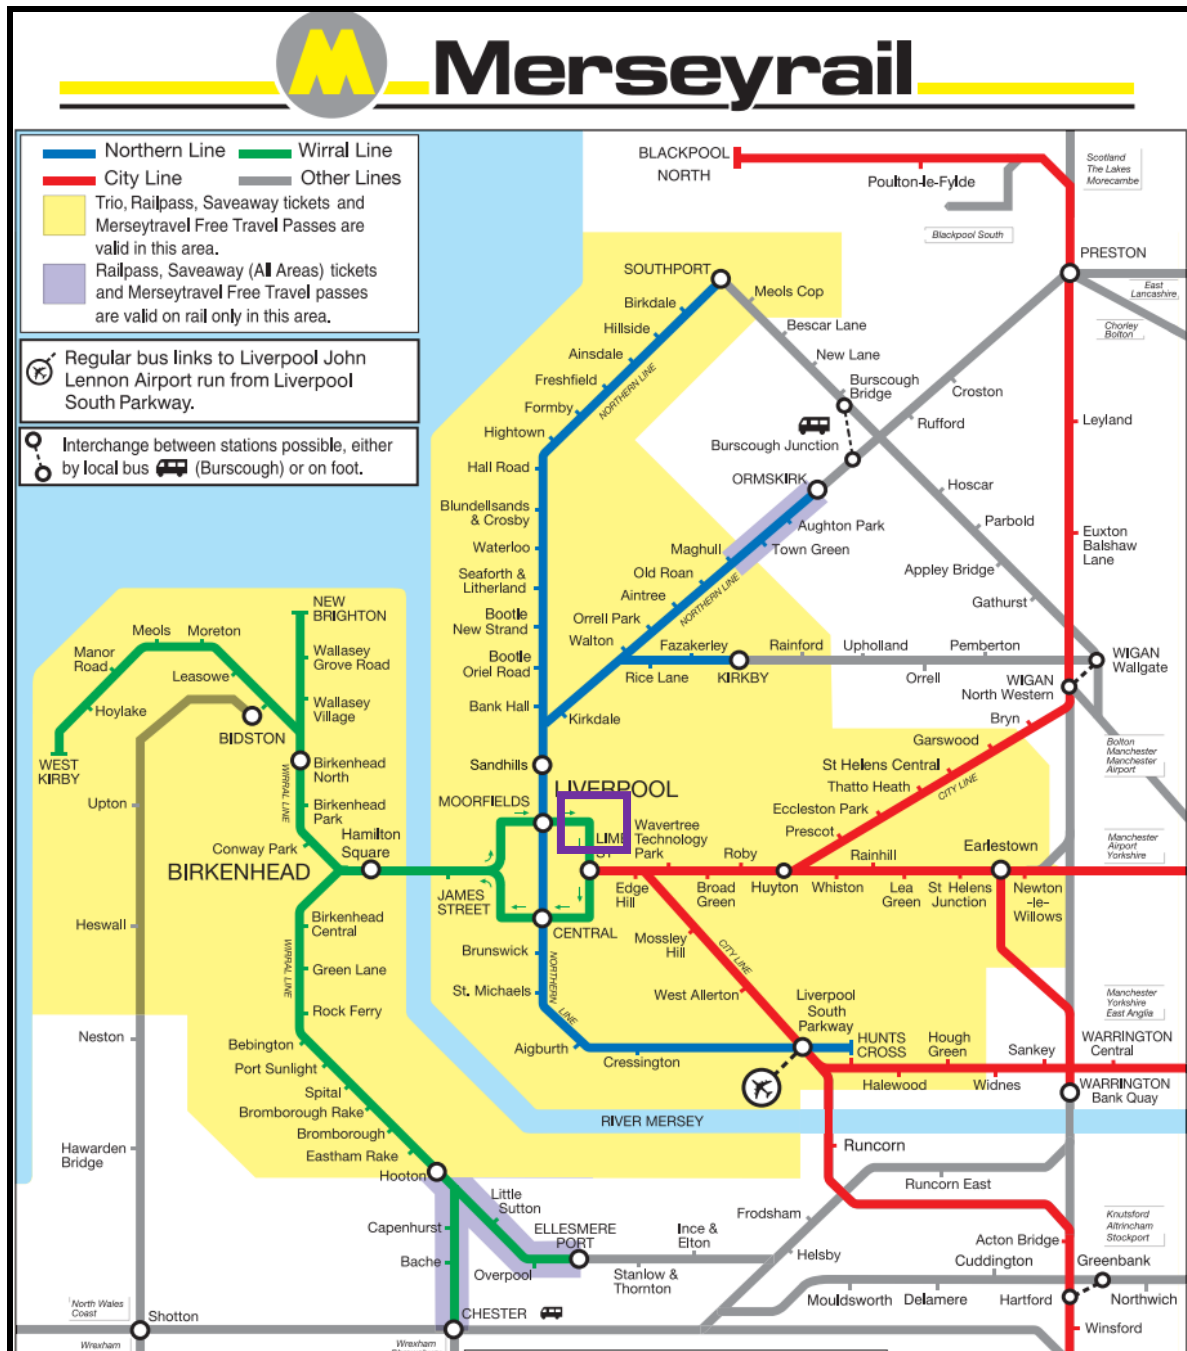 Merseyrail
Northern Line
Wirral Line
City Line
Other Lines
Trio, Railpass, Saveaway tickets and
Merseytravel Free Travel Passes are
valid in this area.
Railpass, Saveaway (All Areas) tickets
and Merseytravel Free Travel passes
are valid on rail only in this area.
Regular bus links to Liverpool John
Lennon Airport run from Liverpool
South Parkway.
Interchange between stations possible, either
by local bus (Burscough) or on foot.
BLACKPOOL
NORTH
Poulton-le-Fylde
Scotland
The Lakes
Morecambe
Blackpool South
PRESTON
East
Lancashire
Chorley
Bolton
SOUTHPORT
Meols Cop
Birkdale
Bescar Lane
Hillside
New Lane
Ainsdale
Burscough
Bridge
Freshfield
NORTHERN LINE
Croston
Formby
Rufford
Leyland
Hightown
Burscough Junction
Hall Road
ORMSKIRK
Hoscar
Blundellsands
& Crosby
Aughton Park
Parbold
Waterloo
Maghull
Town Green
Euxton
Balshaw
Lane
Seaforth &
Litherland
Old Roan
NORTHERN LINE
Appley Bridge
Aintree
Gathurst
Bootle
New Strand
Orrell Park
Walton
Fazakerley
Rainford
Upholland
Pemberton
WIGAN
Wallgate
Bootle
Oriel Road
Rice Lane
KIRKBY
Orrell
WIGAN
North Western
Bank Hall
Kirkdale
Bryn
Garswood
Sandhills
St Helens Central
Bolton
Manchester
Manchester
Airport
Thatto Heath
CITY LINE
LIVERPOOL
Eccleston Park
MOORFIELDS
Prescot
LIME
ST
Wavertree
Technology
Park
Roby
Rainhill
Earlestown
Manchester
Airport
Yorkshire
NEW
BRIGHTON
Meols
Moreton
Manor
Road
Wallasey
Grove Road
Leasowe
Hoylake
Wallasey
Village
BIDSTON
WEST
KIRBY
Birkenhead
North
WIRRAL LINE
Upton
Birkenhead
Park
Hamilton
Square
Conway Park
BIRKENHEAD
JAMES
STREET
Edge
Hill
Broad
Green
Huyton
Whiston
Lea
Green
St Helens
Junction
Newton
-le-
Willows
Birkenhead
Central
Heswall
CENTRAL
Mossley
Hill
CITY LINE
Brunswick
NORTHERN
LINE
WIRRAL LINE
Green Lane
St. Michaels
West Allerton
Liverpool
South
Parkway
Manchester
Yorkshire
East Anglia
Rock Ferry
Neston
Bebington
Aigburth
Cressington
HUNTS
CROSS
Hough
Green
Sankey
WARRINGTON
Central
Port Sunlight
Halewood
Widnes
WARRINGTON
Bank Quay
Spital
Bromborough Rake
RIVER MERSEY
Bromborough
Hawarden
Bridge
Eastham Rake
Runcorn
Hooton
Runcorn East
Little
Sutton
Capenhurst
ELLESMERE
PORT
Ince &
Elton
Frodsham
Knutsford
Altrincham
Stockport
Acton Bridge
Helsby
Bache
Overpool
Stanlow &
Thornton
Cuddington
Greenbank
Mouldsworth
Delamere
Hartford
Northwich
North Wales
Coast
Shotton
CHESTER
Winsford
Wrexham
Wrexham